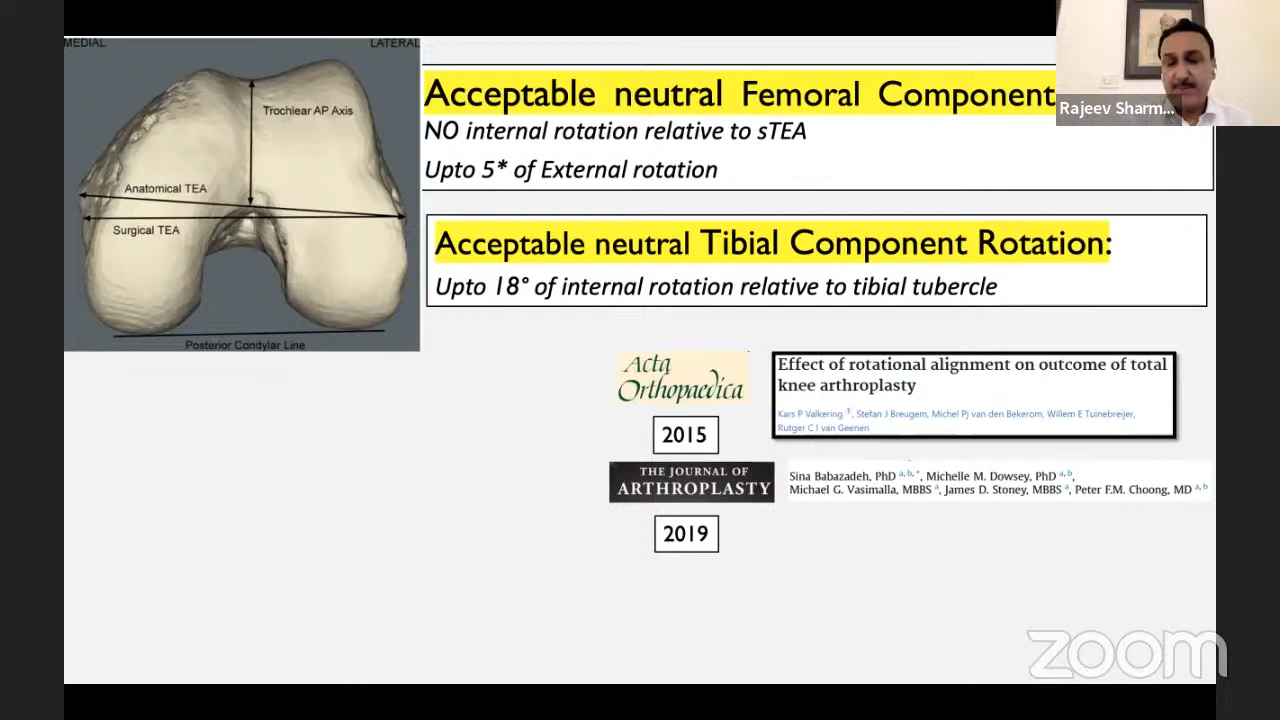 MEDIAL
LATERAL
Trochlear AP Axis
Anatomical TEA
Surgical TEA
Posterior Condylar Line
Acceptable neutral Femoral Component
NO internal rotation relative to sTEA
Upto 5* of External rotation
Rajeev Sharm...
Acceptable neutral Tibial Component Rotation:
Upto 18° of internal rotation relative to tibial tubercle
Acta
Orthopaedica
2015
Effect of rotational alignment on outcome of total
knee arthroplasty
Kars P Valkering 1, Stefan J Breugem, Michel Pj van den Bekerom, Willem E Tuinebreijer,
Rutger C I van Geenen
THE JOURNAL OF
ARTHROPLASTY
Sina Babazadeh, PhD a, b, *, Michelle M. Dowsey, PhD a, b,
Michael G. Vasimalla, MBBS a, James D. Stoney, MBBS a, Peter F.M. Choong, MD a, b
2019
zoom